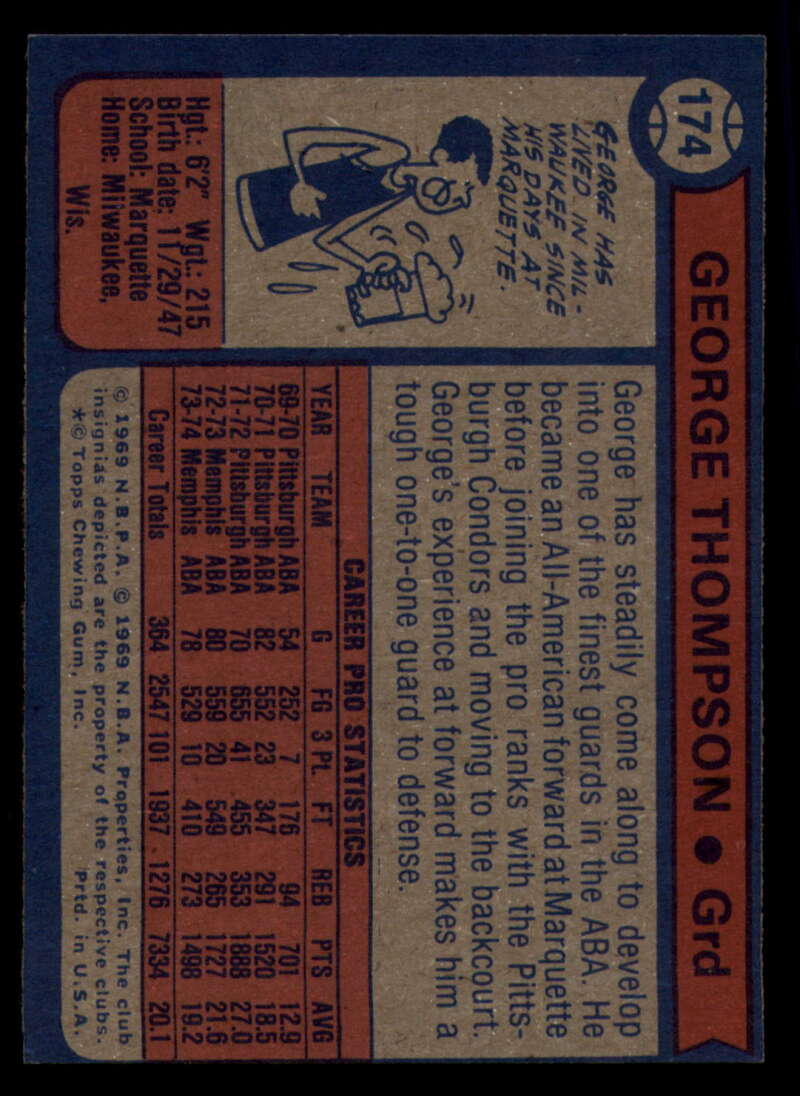 174
GEORGE THOMPSON • Grd
GEORGE HAS
LIVED IN MIL-
WAUKEE SINCE
HIS DAYS AT
MARQUETTE.
Hgt.: 6'2" Wgt.: 215
Birth date: 11/29/47
School: Marquette
Home: Milwaukee,
Wis.
George has steadily come along to develop
into one of the finest guards in the ABA. He
became an All-American forward at Marquette
before joining the pro ranks with the Pitts-
burgh Condors and moving to the backcourt.
George's experience at forward makes him a
tough one-to-one guard to defense.
CAREER PRO STATISTICS
YEAR TEAM G FG 3 Pt. FT REB PTS AVG
69-70 Pittsburgh ABA 54 252 7 176 94 701 12.9
70-71 Pittsburgh ABA 82 552 23 347 291 1520 18.5
71-72 Pittsburgh ABA 70 655 41 455 353 1888 27.0
72-73 Memphis ABA 80 559 20 549 265 1727 21.6
73-74 Memphis ABA 78 529 10 410 273 1498 19.2
Career Totals 364 2547 101 1937 1276 7334 20.1
© 1969 N.B.P.A. © 1969 N.B.A. Properties, Inc. The club
insignias depicted are the property of the respective clubs.
*© Topps Chewing Gum, Inc. Prtd. in U.S.A.